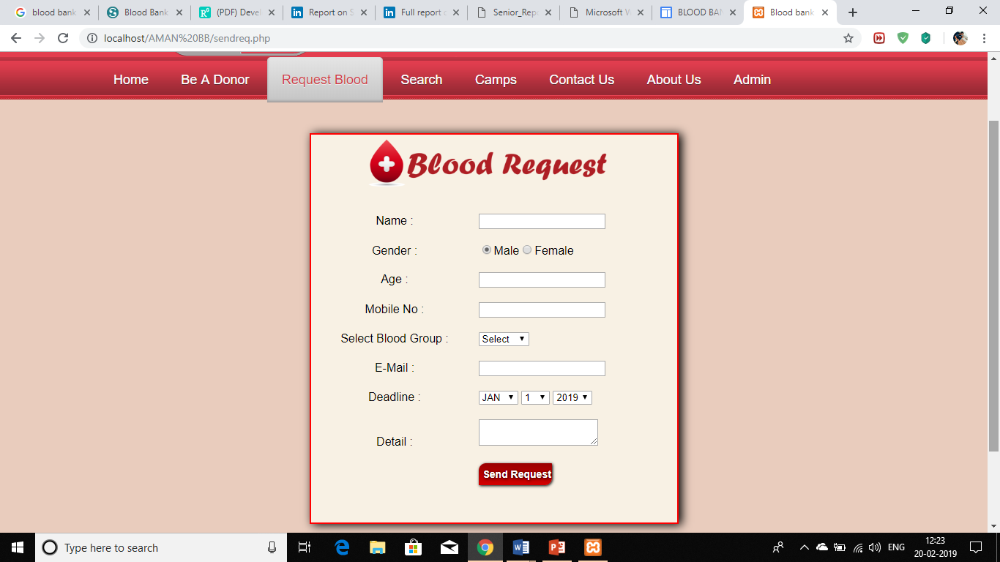 blood bank
Blood Bank
(PDF) Devel
Report on S
Full report o
Senior_Repo
Microsoft W
BLOOD BAN
Blood bank
localhost/AMAN%20BB/sendreq.php
Home Be A Donor Request Blood Search Camps Contact Us About Us Admin
Blood Request
Name :
Gender : Male Female
Age :
Mobile No :
Select Blood Group : Select
E-Mail :
Deadline : JAN 1 2019
Detail :
Send Request
Type here to search
ENG
12:23
20-02-2019